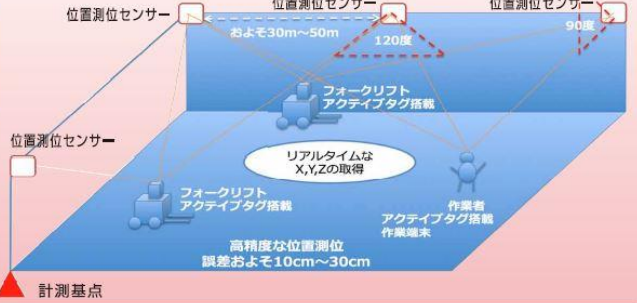 位置測位センサー
位置測位センサー
位置測位センサー
およそ30m～50m
120度
90度
フォークリフト
アクティブタグ搭載
位置測位センサー
リアルタイムな
X,Y,Zの取得
フォークリフト
アクティブタグ搭載
作業者
アクティブタグ搭載
作業端末
高精度な位置測位
誤差およそ10cm～30cm
計測基点